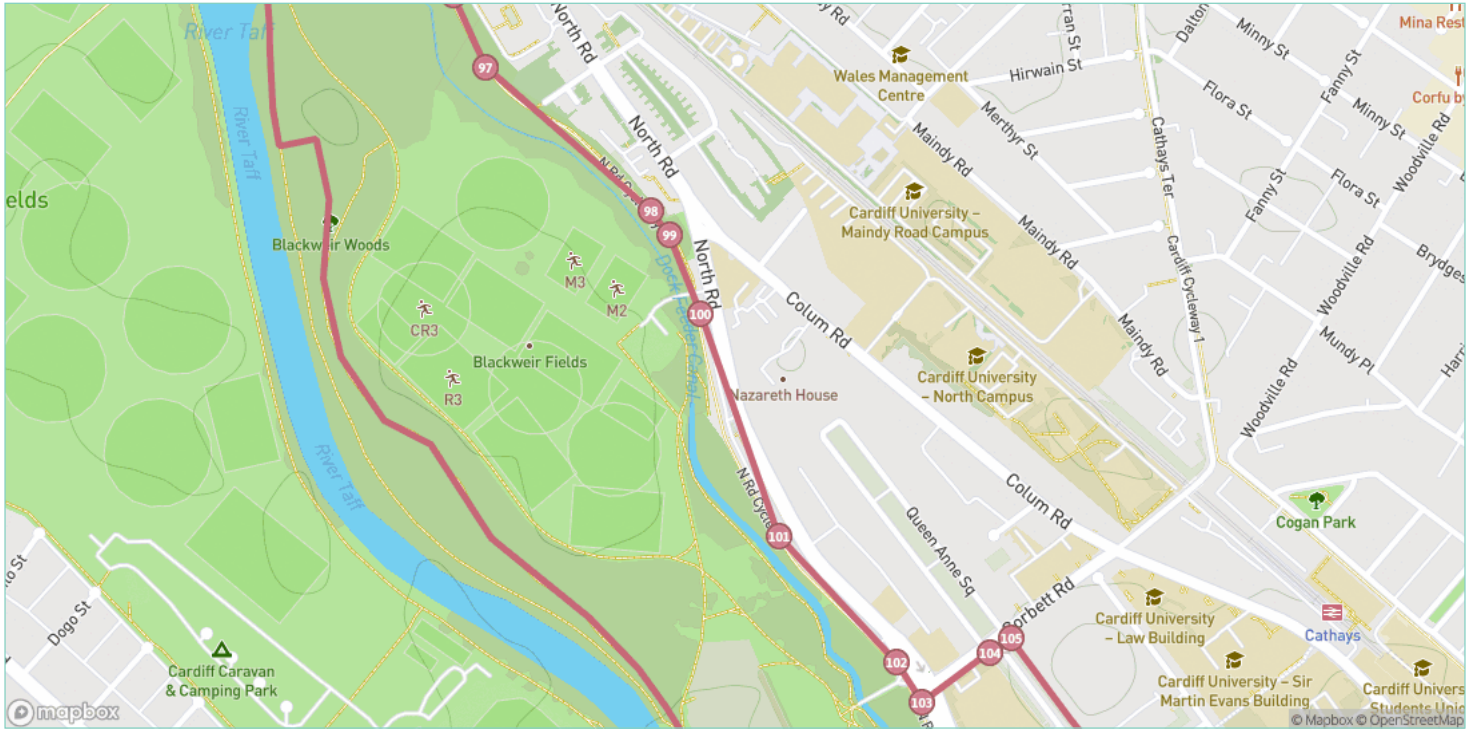 River Taff
97
North Rd
Wales Management
Centre
Hirwain St
Minny St
Fanny St
Mina Rest
Corfu by
Flora St
Minny St
River Taff
North Rd
Maindy Rd
Merthyr St
Cathays Ter
Woodville Rd
elds
98
99
Cardiff University –
Maindy Road Campus
Fanny St
Flora St
Blackweir Woods
M3
M2
CR3
Dock Feeder Canal
North Rd
Maindy Rd
Cardiff Cycleway 1
Woodville Rd
Brydges
100
Colum Rd
Maindy Rd
Mundy Pl
Blackweir Fields
R3
Nazareth House
Cardiff University
– North Campus
Woodville Rd
River Taff
N Rd Cycle
101
Queen Anne Sq
Colum Rd
Cogan Park
Dogo St
Corbett Rd
Cardiff University
– Law Building
Cathays
102
103
104
105
Cardiff Caravan
& Camping Park
Cardiff University – Sir
Martin Evans Building
Cardiff Univers
Students Unio
mapbox
© Mapbox © OpenStreetMap